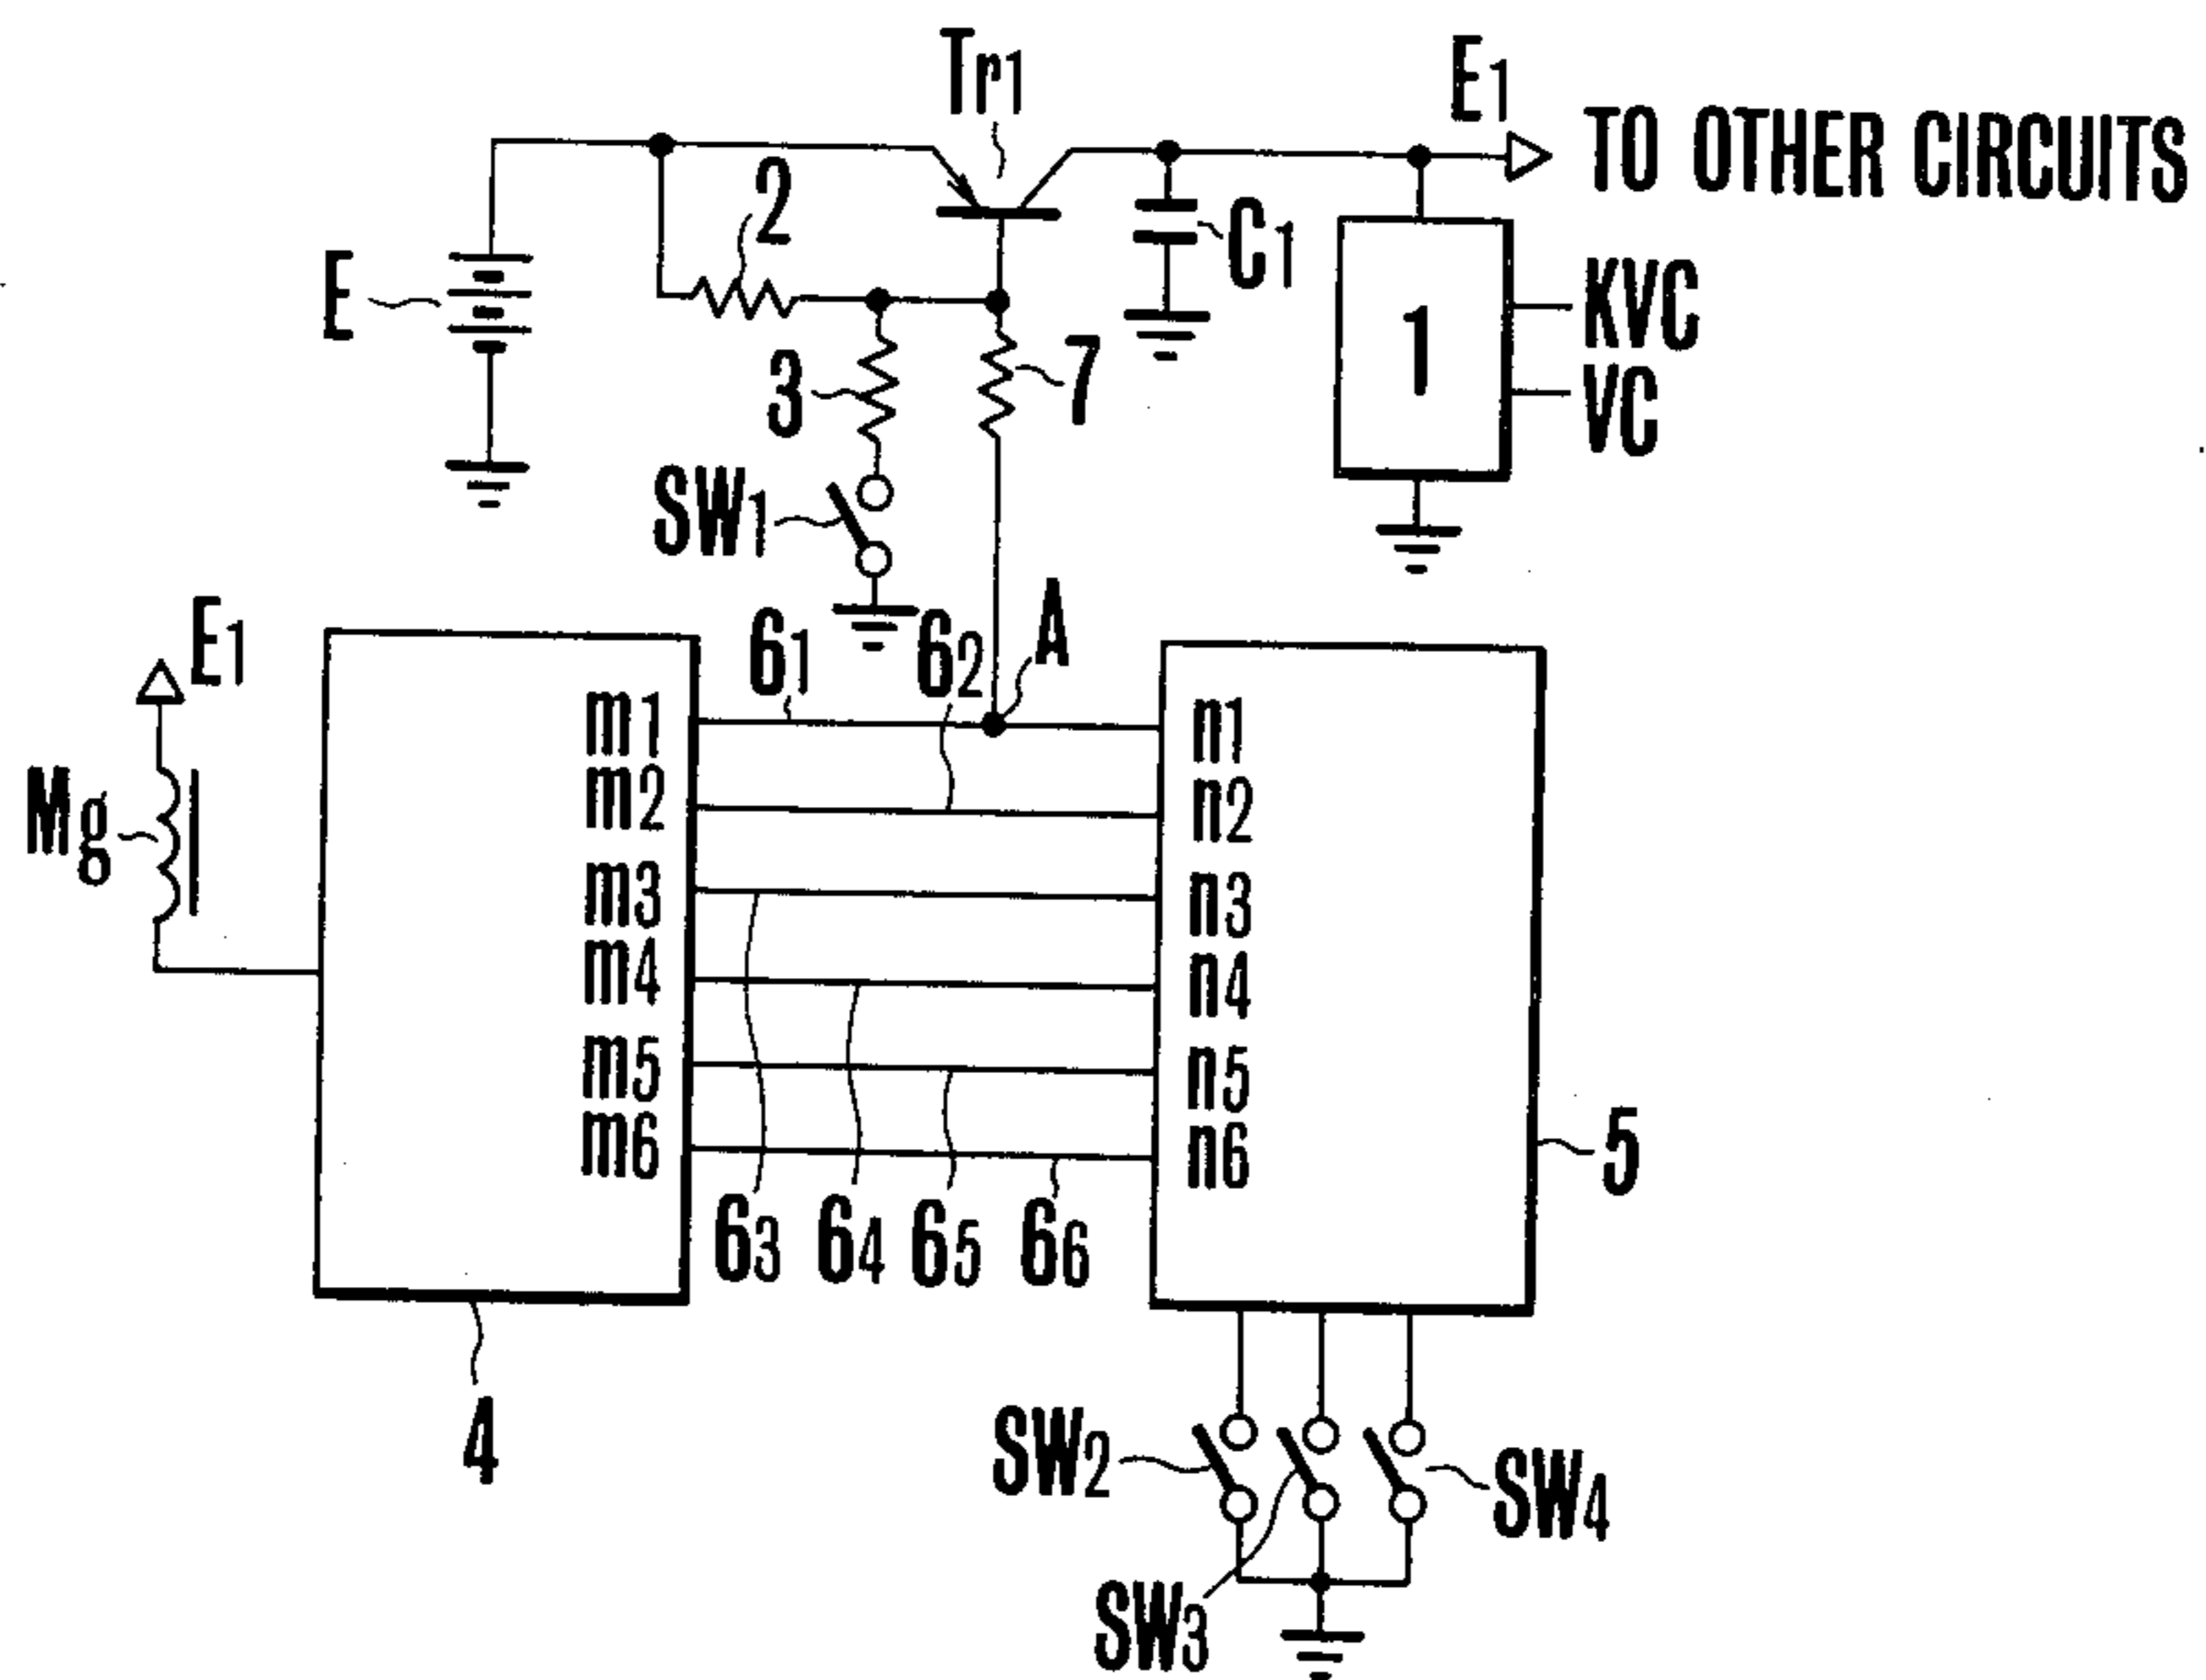 Tr1
E1
TO OTHER CIRCUITS
2
E
C1
KVC
1
VC
3
7
SW1
E1
61
62
A
m1
n1
m2
n2
Mg
m3
n3
m4
n4
m5
n5
m6
n6
5
63
64
65
66
4
SW2
SW4
SW3